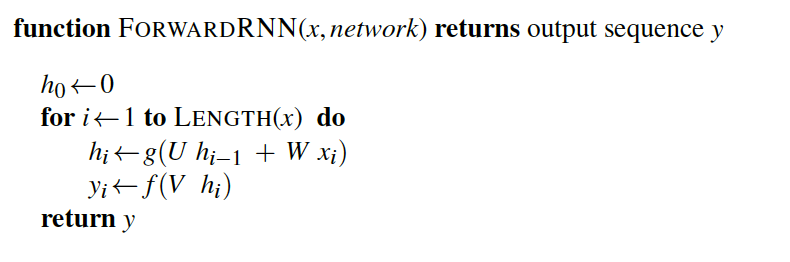 function FORWARDRNN(x, network) returns output sequence y
h₀ ← 0
for i ← 1 to LENGTH(x) do
hᵢ ← g(U hᵢ₋₁ + W xᵢ)
yᵢ ← f(V hᵢ)
return y